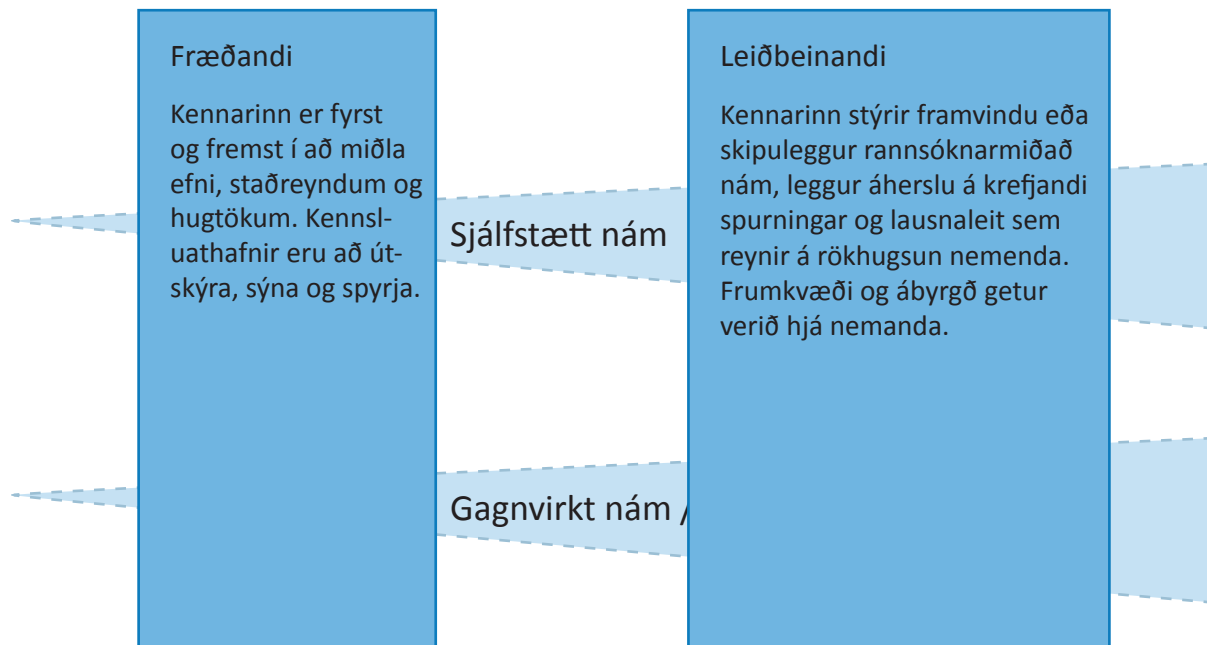 Fræðandi
Kennarinn er fyrst
og fremst í að miðla
efni, staðreyndum og
hugtökum. Kennsl-
uathafnir eru að út-
skýra, sýna og spyrja.
Sjálfstætt nám
Gagnvirkt nám /
Leiðbeinandi
Kennarinn stýrir framvindu eða
skipuleggur rannsóknarmiðað
nám, leggur áherslu á krefjandi
spurningar og lausnaleit sem
reynir á rökhugsun nemenda.
Frumkvæði og ábyrgð getur
verið hjá nemanda.